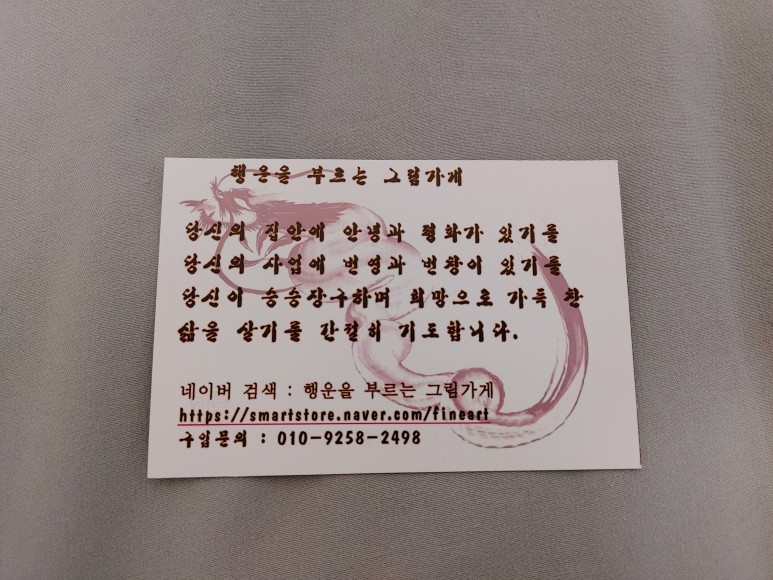 행운을 부르는 그림가게
당신의 집안에 안녕과 평화가 있기를
당신의 사업에 번영과 번창이 있기를
당신이 승승장구하며 희망으로 가득 찬
삶을 살기를 간절히 기도합니다.
네이버 검색 : 행운을 부르는 그림가게
https://smartstore.naver.com/fineart
구입문의 : 010-9258-2498